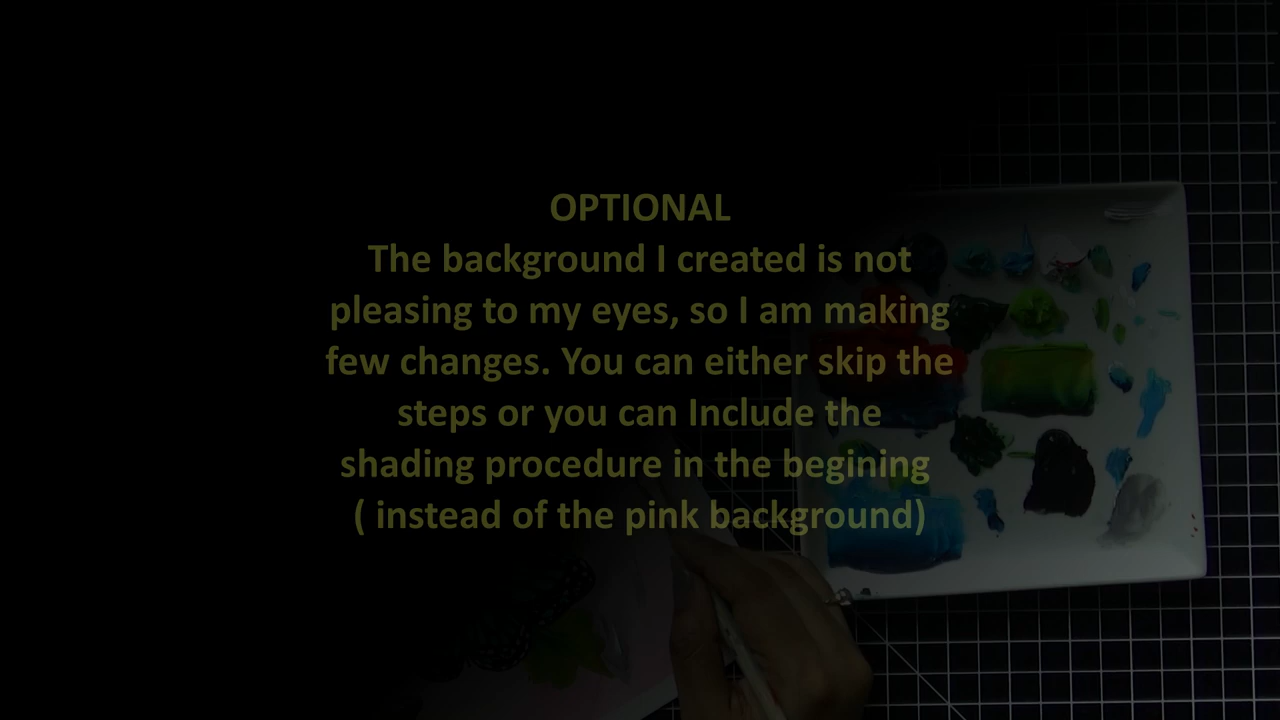 OPTIONAL
The background I created is not
pleasing to my eyes, so I am making
few changes. You can either skip the
steps or you can Include the
shading procedure in the begining
( instead of the pink background)